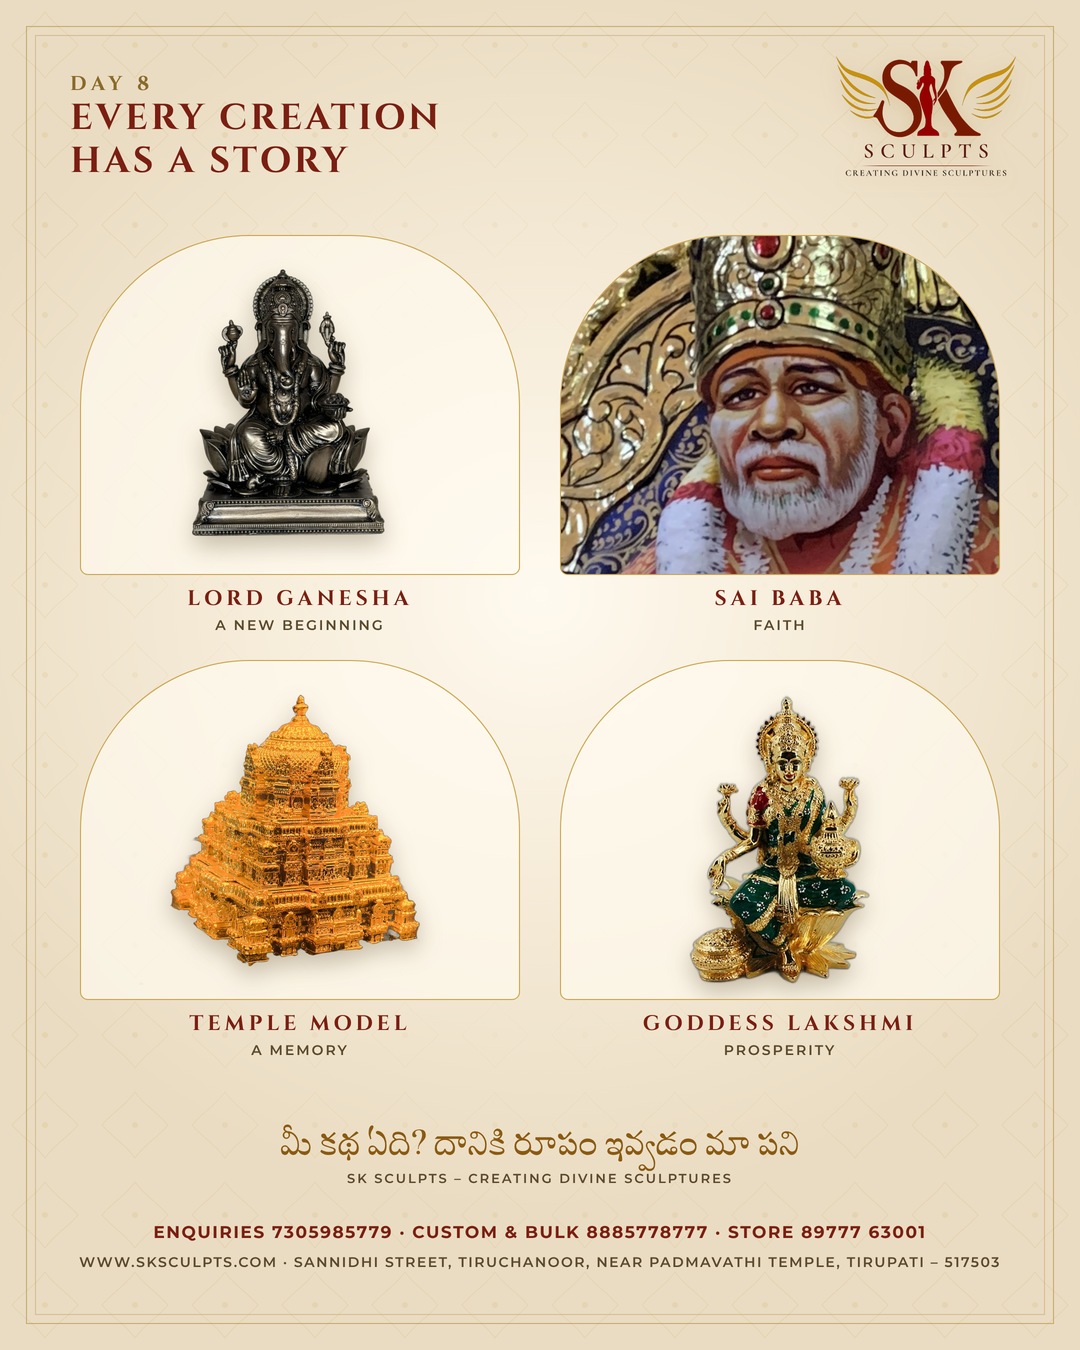 DAY 8
EVERY CREATION
HAS A STORY
SK
SCULPTS
CREATING DIVINE SCULPTURES
LORD GANESHA
A NEW BEGINNING
SAI BABA
FAITH
TEMPLE MODEL
A MEMORY
GODDESS LAKSHMI
PROSPERITY
మీ కథ ఏది? దానికి రూపం ఇవ్వడం మా పని
SK SCULPTS – CREATING DIVINE SCULPTURES
ENQUIRIES 7305985779 · CUSTOM & BULK 8885778777 · STORE 89777 63001
WWW.SKSCULPTS.COM · SANNIDHI STREET, TIRUCHANOOR, NEAR PADMAVATHI TEMPLE, TIRUPATI – 517503